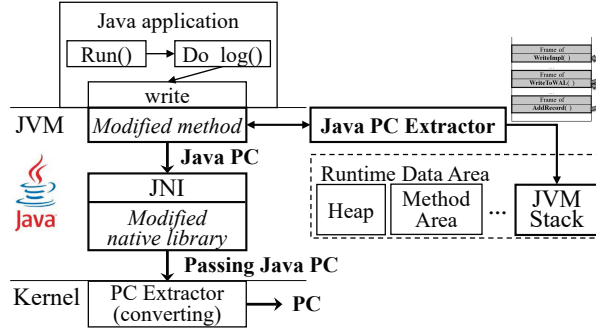 Java application
Run()
Do log()
write
JVM
Modified method
Java PC Extractor
Frame of
WriteImpl( )
...
Frame of
WriteToWAL( )
...
Frame of
AddRecord( )
Java PC
Java
JNI
Modified
native library
Runtime Data Area
Heap
Method
Area
...
JVM
Stack
Passing Java PC
Kernel
PC Extractor
(converting)
PC